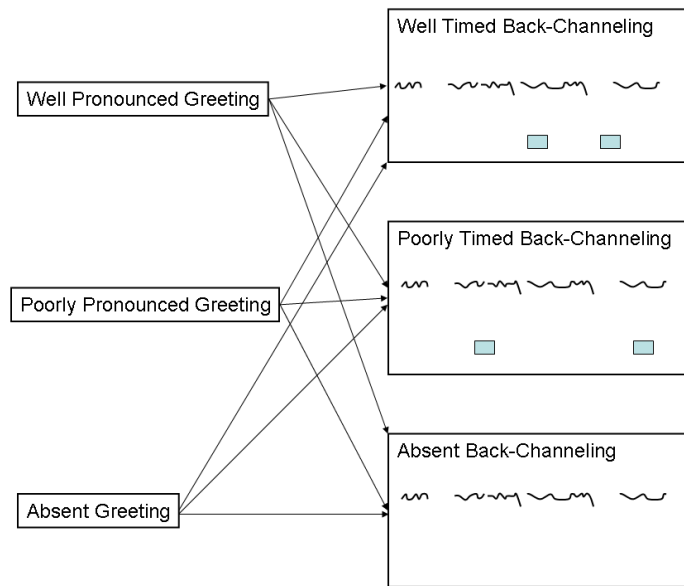 Well Timed Back-Channeling
Well Pronounced Greeting
Poorly Timed Back-Channeling
Poorly Pronounced Greeting
Absent Back-Channeling
Absent Greeting